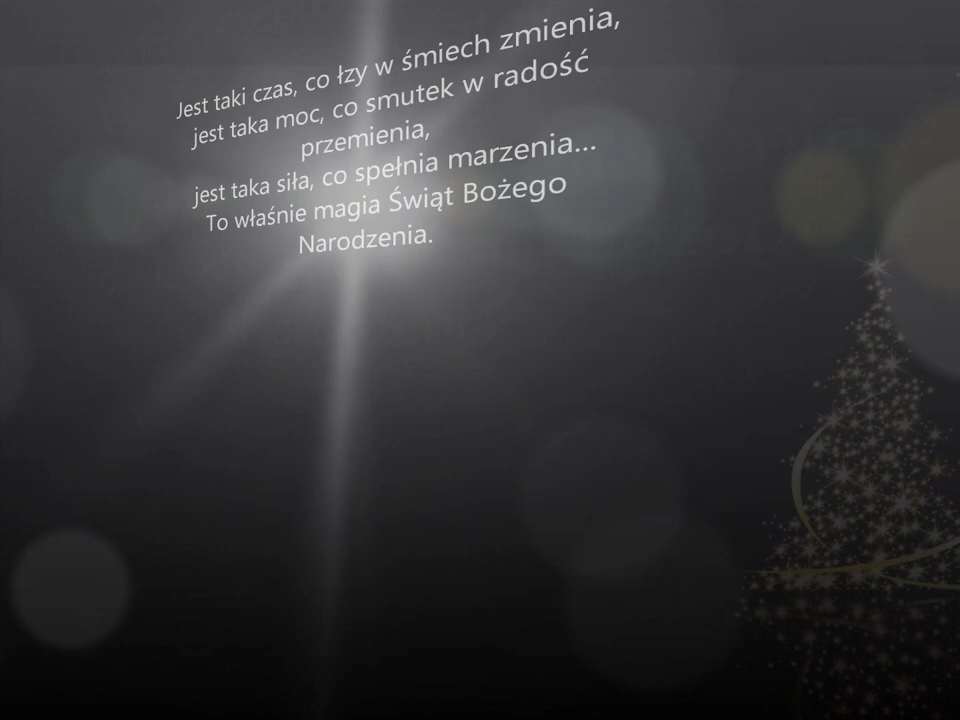 Jest taki czas, co łzy w śmiech zmienia,
jest taka moc, co smutek w radość
przemienia,
jest taka siła, co spełnia marzenia...
To właśnie magia Świąt Bożego
Narodzenia.